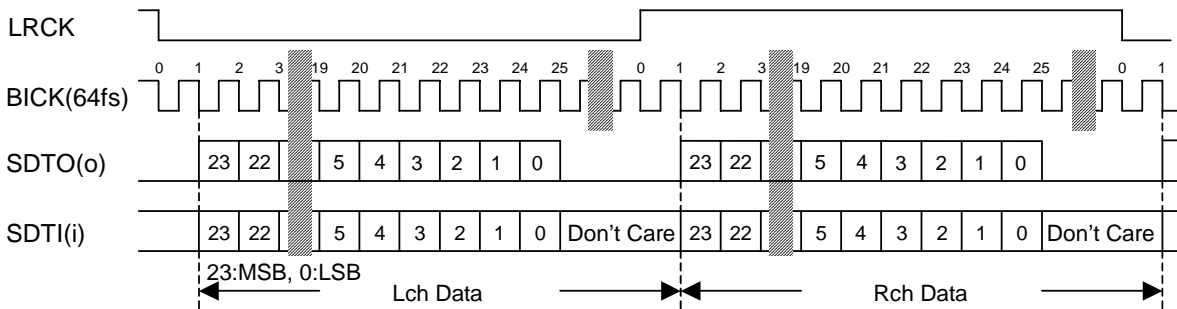 LRCK
0 1 2 3 19 20 21 22 23 24 25 0 1 2 3 19 20 21 22 23 24 25 0 1
BICK(64fs)
SDTO(o) 23 22 5 4 3 2 1 0 23 22 5 4 3 2 1 0
SDTI(i) 23 22 5 4 3 2 1 0 Don't Care 23 22 5 4 3 2 1 0 Don't Care
23:MSB, 0:LSB
Lch Data Rch Data